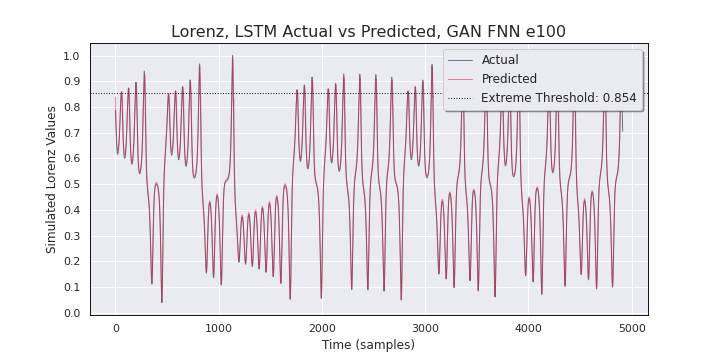 Lorenz, LSTM Actual vs Predicted, GAN FNN e100
Actual
Predicted
Extreme Threshold: 0.854
1.0
0.9
0.8
0.7
0.6
0.5
0.4
0.3
0.2
0.1
0.0
Simulated Lorenz Values
0 1000 2000 3000 4000 5000
Time (samples)